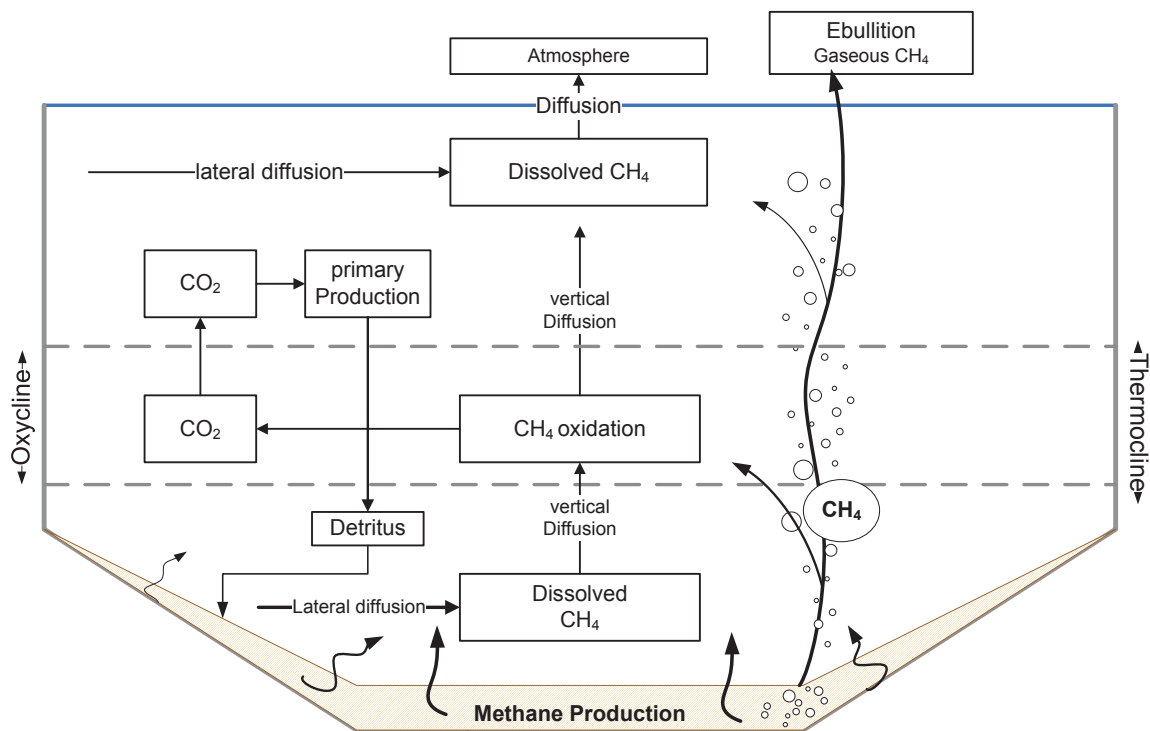 Ebullition
Gaseous CH₄
Atmosphere
Diffusion
lateral diffusion
Dissolved CH₄
CO₂
primary
Production
vertical
Diffusion
Oxycline
Thermocline
CO₂
CH₄ oxidation
vertical
Diffusion
CH₄
Detritus
Lateral diffusion
Dissolved
CH₄
Methane Production